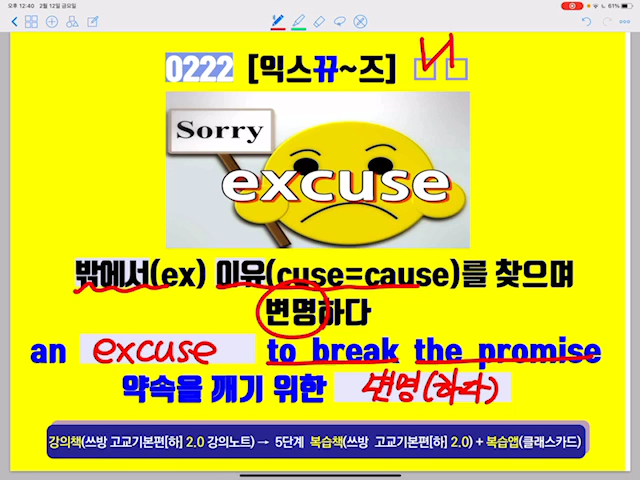 오후 12:40 2월 12일 금요일
61%
0222 [익스뀨~즈]
Sorry
excuse
밖에서(ex) 이유(cuse=cause)를 찾으며
변명하다
an excuse to break the promise
약속을 깨기 위한 변명(하다)
강의책(쓰방 고교기본편[하] 2.0 강의노트) → 5단계 복습책(쓰방 고교기본편[하] 2.0) + 복습앱(클래스카드)